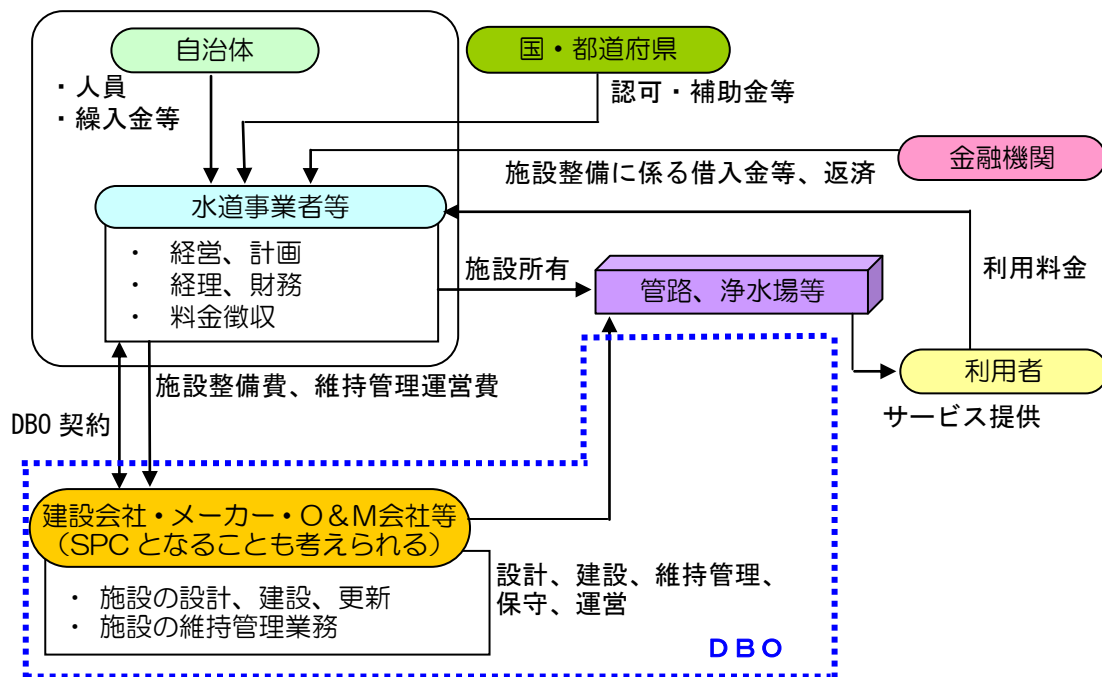 自治体
国・都道府県
・人員
・繰入金等
認可・補助金等
金融機関
施設整備に係る借入金等、返済
水道事業者等
・ 経営、計画
・ 経理、財務
・ 料金徴収
施設所有
管路、浄水場等
利用料金
利用者
サービス提供
施設整備費、維持管理運営費
DBO 契約
建設会社・メーカー・O&M会社等
(SPC となることも考えられる)
設計、建設、維持管理、
保守、運営
・ 施設の設計、建設、更新
・ 施設の維持管理業務
DBO